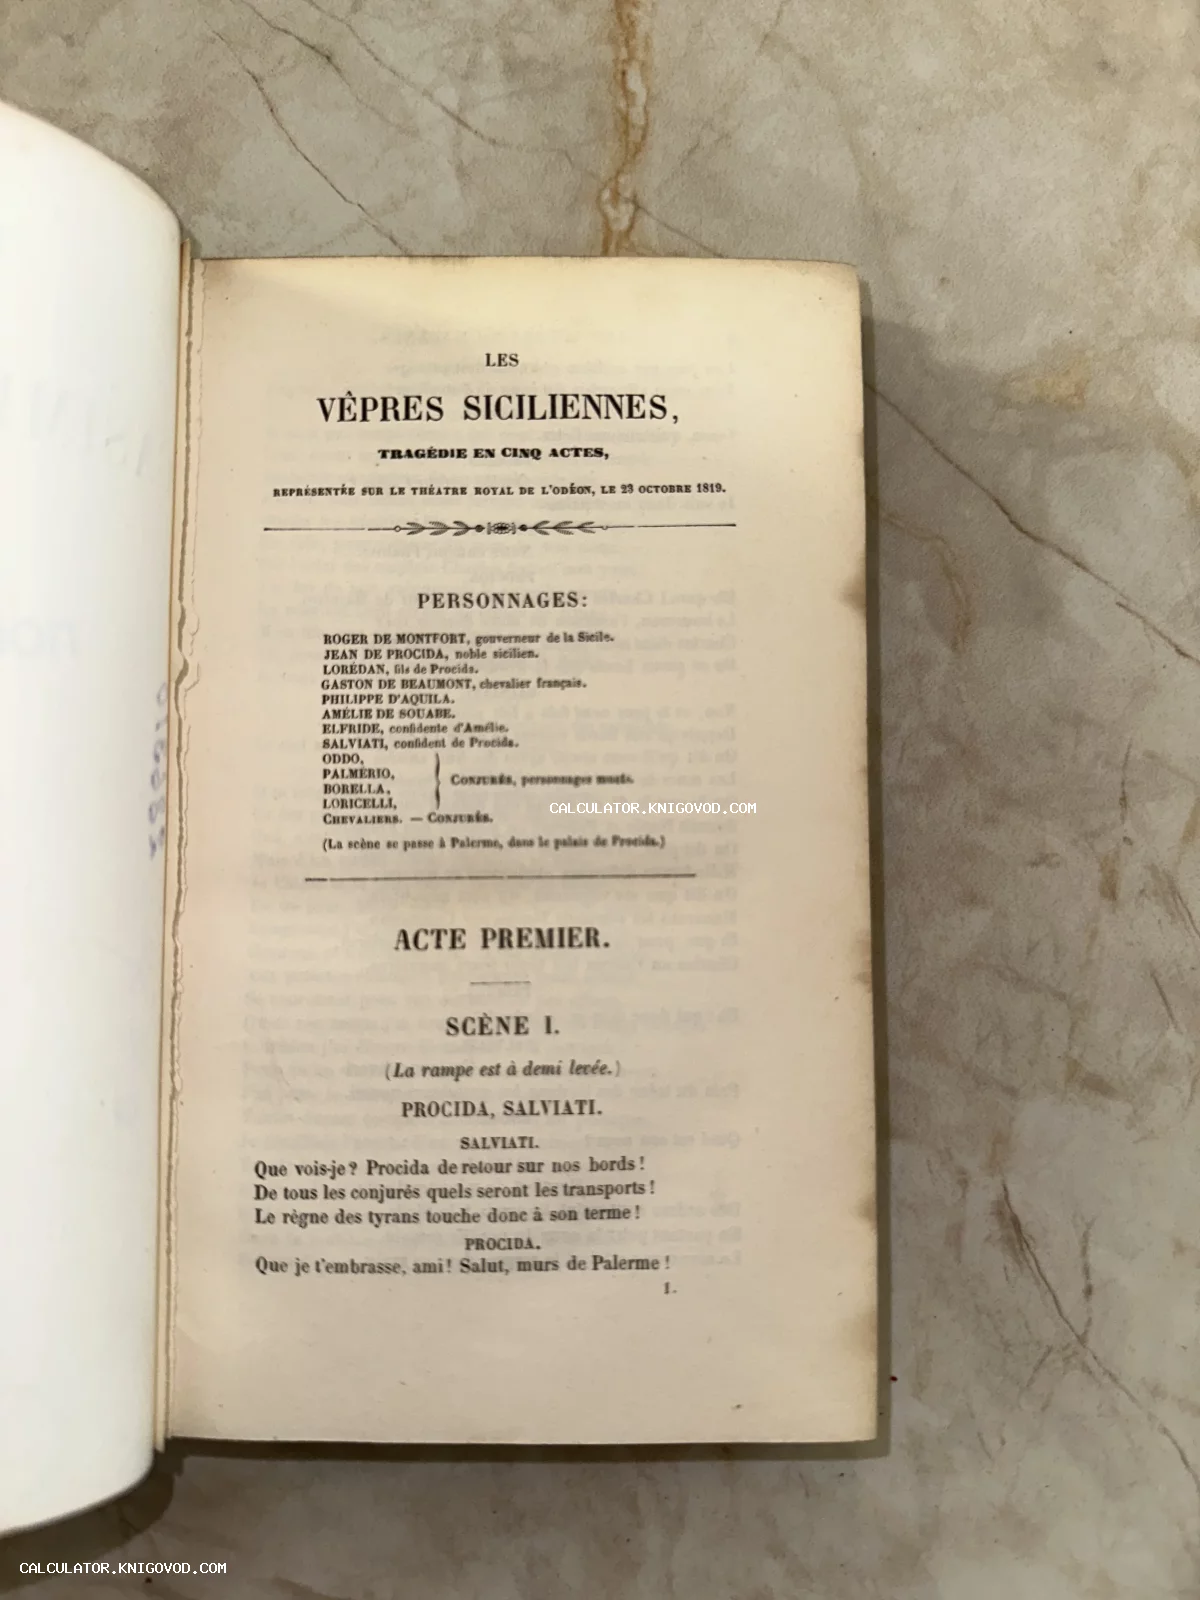 LES
VÊPRES SICILIENNES,
TRAGÉDIE EN CINQ ACTES,
REPRÉSENTÉE SUR LE THÉATRE ROYAL DE L'ODÉON, LE 23 OCTOBRE 1819.
PERSONNAGES:
ROGER DE MONTFORT, gouverneur de la Sicile.
JEAN DE PROCIDA, noble sicilien.
LORÉDAN, fils de Procida.
GASTON DE BEAUMONT, chevalier français.
PHILIPPE D'AQUILA.
AMÉLIE DE SOUABE.
ELFRIDE, confidente d'Amélie.
SALVIATI, confident de Procida.
ODDO,
PALMÉRIO,
BORELLA,
LORICELLI,
CONJURÉS, personnages muets.
CHEVALIERS. — CONJURÉS.
(La scène se passe à Palerme, dans le palais de Procida.)
ACTE PREMIER.
SCÈNE I.
(La rampe est à demi levée.)
PROCIDA, SALVIATI.
SALVIATI.
Que vois-je? Procida de retour sur nos bords!
De tous les conjurés quels seront les transports!
Le règne des tyrans touche donc à son terme!
PROCIDA.
Que je t'embrasse, ami! Salut, murs de Palerme!
1.
CALCULATOR.KNIGOVOD.COM
CALCULATOR.KNIGOVOD.COM